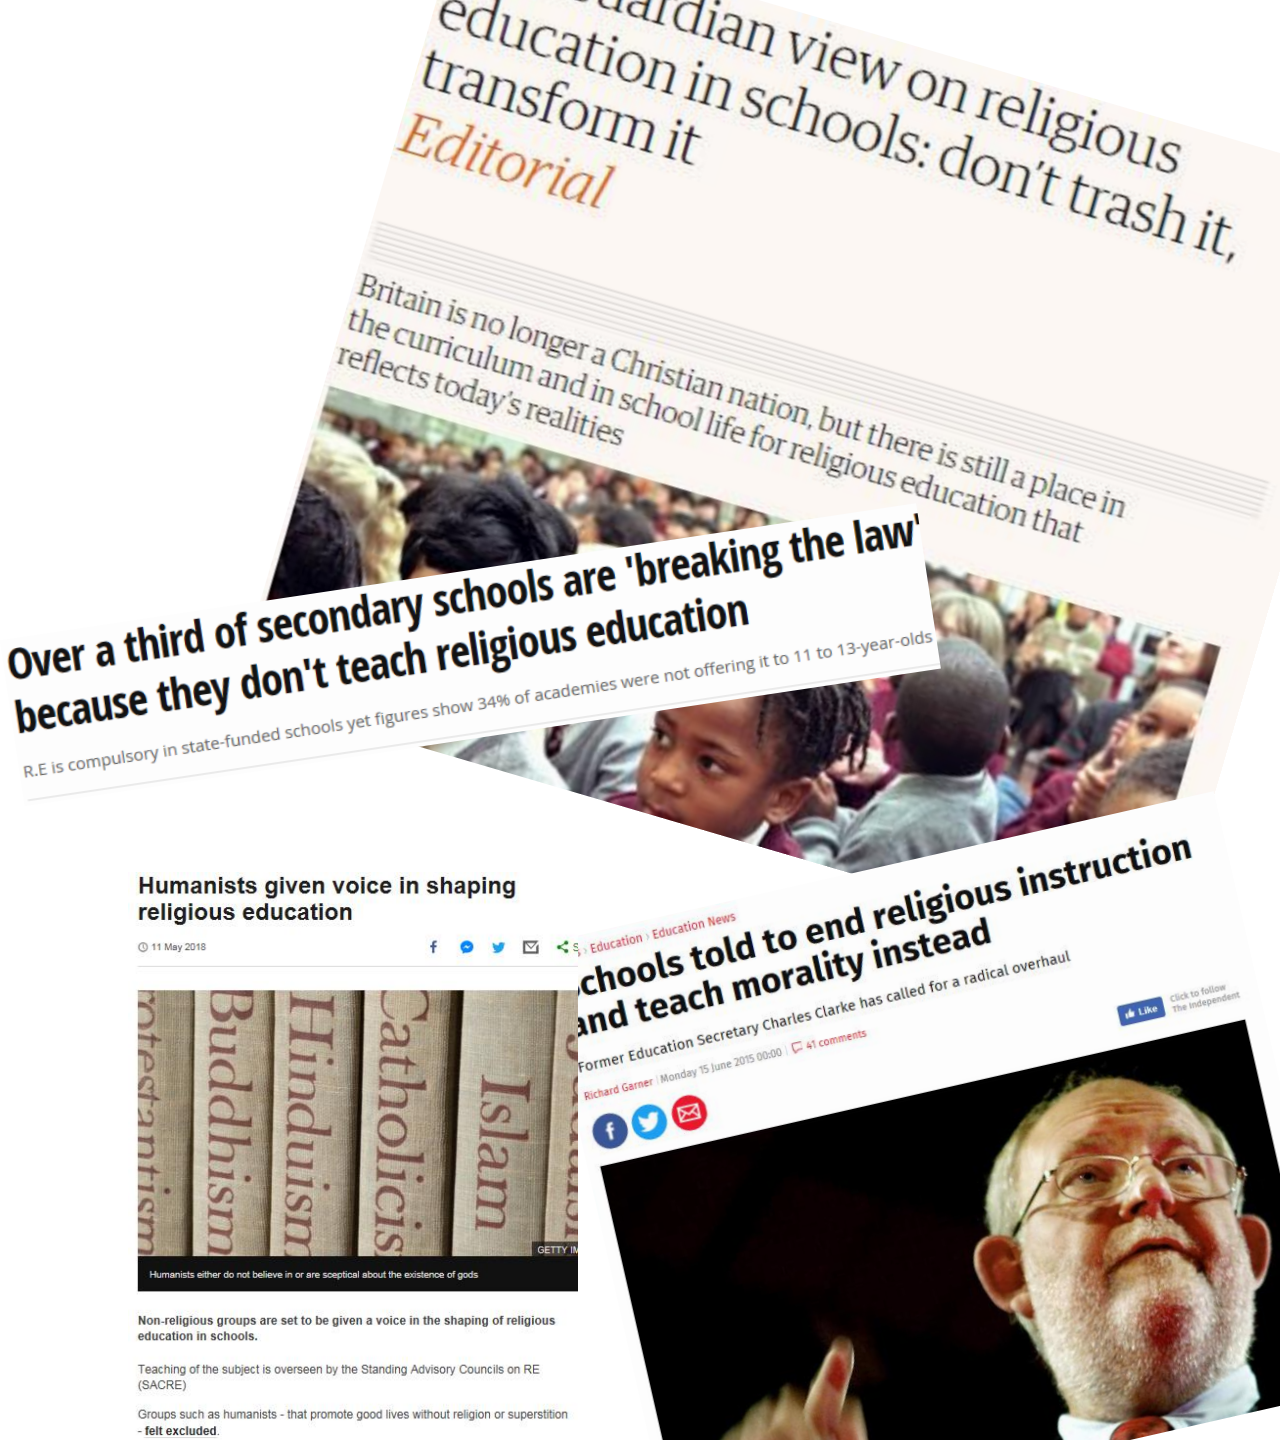 view on religious
education in schools: don't trash it,
transform it
Editorial
Britain is no longer a Christian nation, but there is still a place in
the curriculum and in school life for religious education that
reflects today's realities
Over a third of secondary schools are 'breaking the law'
because they don't teach religious education
R.E is compulsory in state-funded schools yet figures show 34% of academies were not offering it to 11 to 13-year-olds
Humanists given voice in shaping
religious education
11 May 2018
Buddhism
Hinduism
Catholicis
Islam
GETTY IM
Humanists either do not believe in or are sceptical about the existence of gods
Non-religious groups are set to be given a voice in the shaping of religious
education in schools.
Teaching of the subject is overseen by the Standing Advisory Councils on RE
(SACRE)
Groups such as humanists - that promote good lives without religion or superstition
- felt excluded.
› Education › Education News
chools told to end religious instruction
and teach morality instead
Former Education Secretary Charles Clarke has called for a radical overhaul
Richard Garner | Monday 15 June 2015 00:00 | 41 comments
Like
Click to follow
The Independent